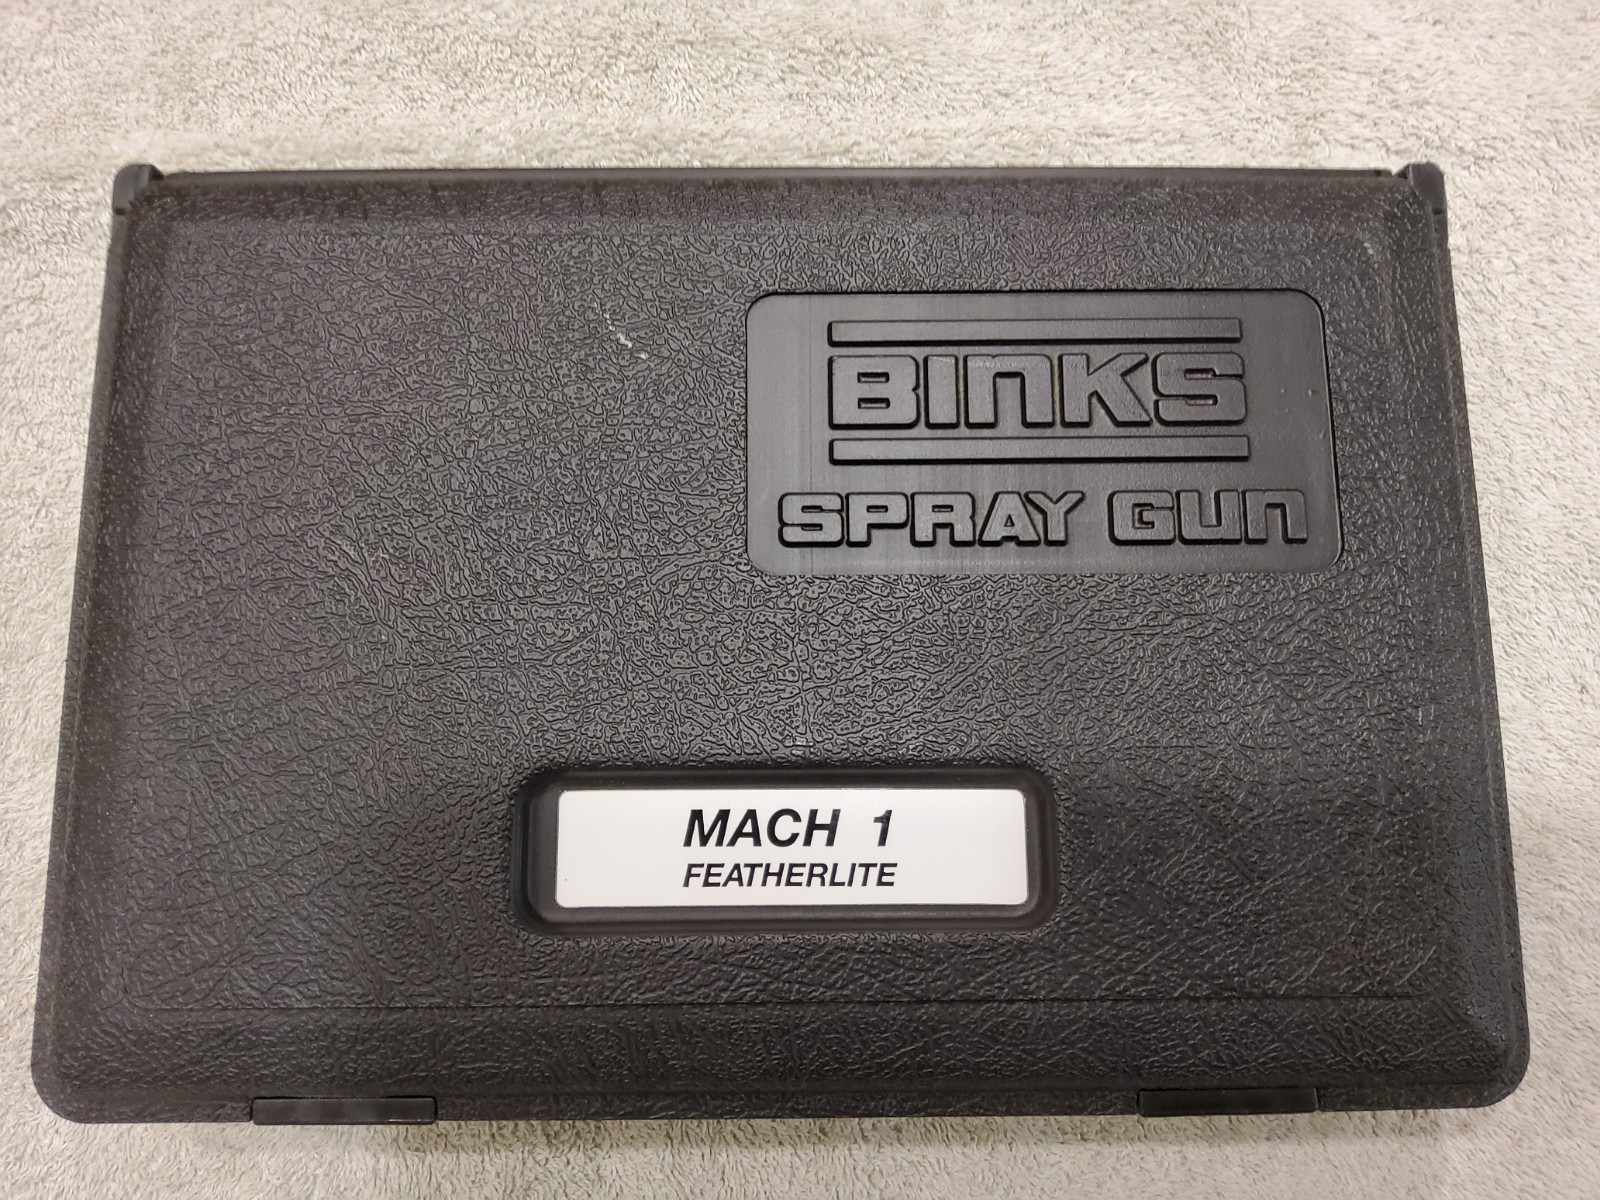 BINKS
SPRAY GUN
MACH 1
FEATHERLITE